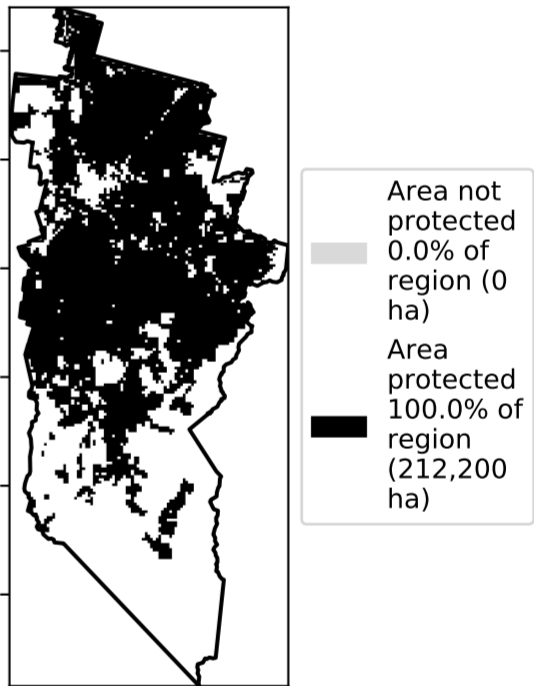 Area not
protected
0.0% of
region (0
ha)
Area
protected
100.0% of
region
(212,200
ha)